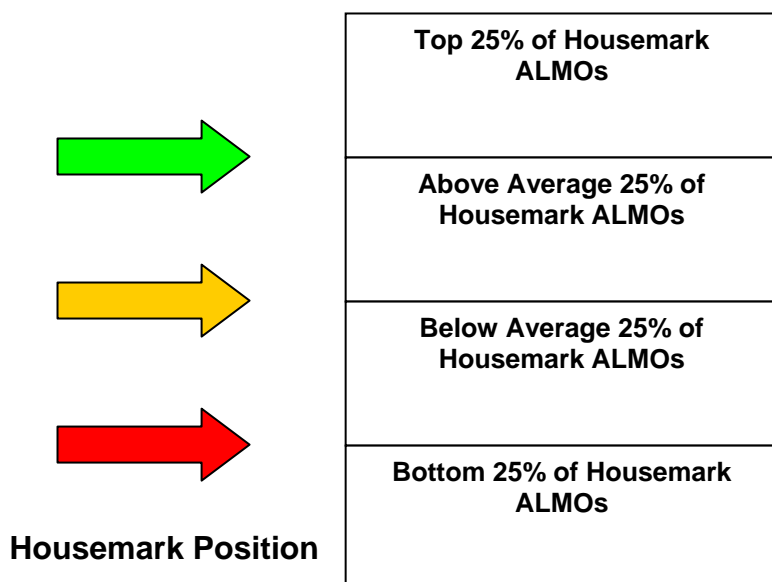 Top 25% of Housemark
ALMOs
Above Average 25% of
Housemark ALMOs
Below Average 25% of
Housemark ALMOs
Bottom 25% of Housemark
ALMOs
Housemark Position